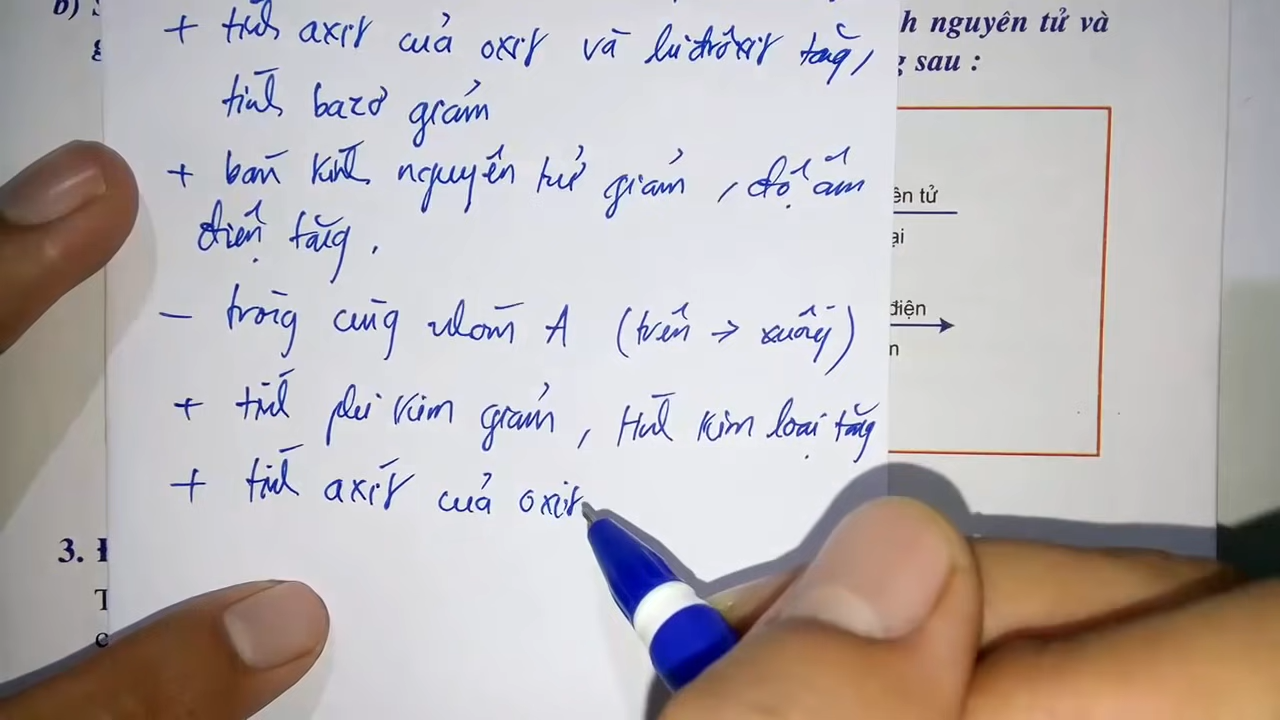 b)
+ tính axit của oxit và hiđrôxit tăng,
tính bazơ giảm
+ bán kính nguyên tử giảm, độ âm
điện tăng.
- trong cùng nhóm A (trên → xuống)
+ tính phi kim giảm, tính kim loại tăng
+ tính axit của oxit
h nguyên tử và
g sau :
ên tử
ại
điện
n
3.
T